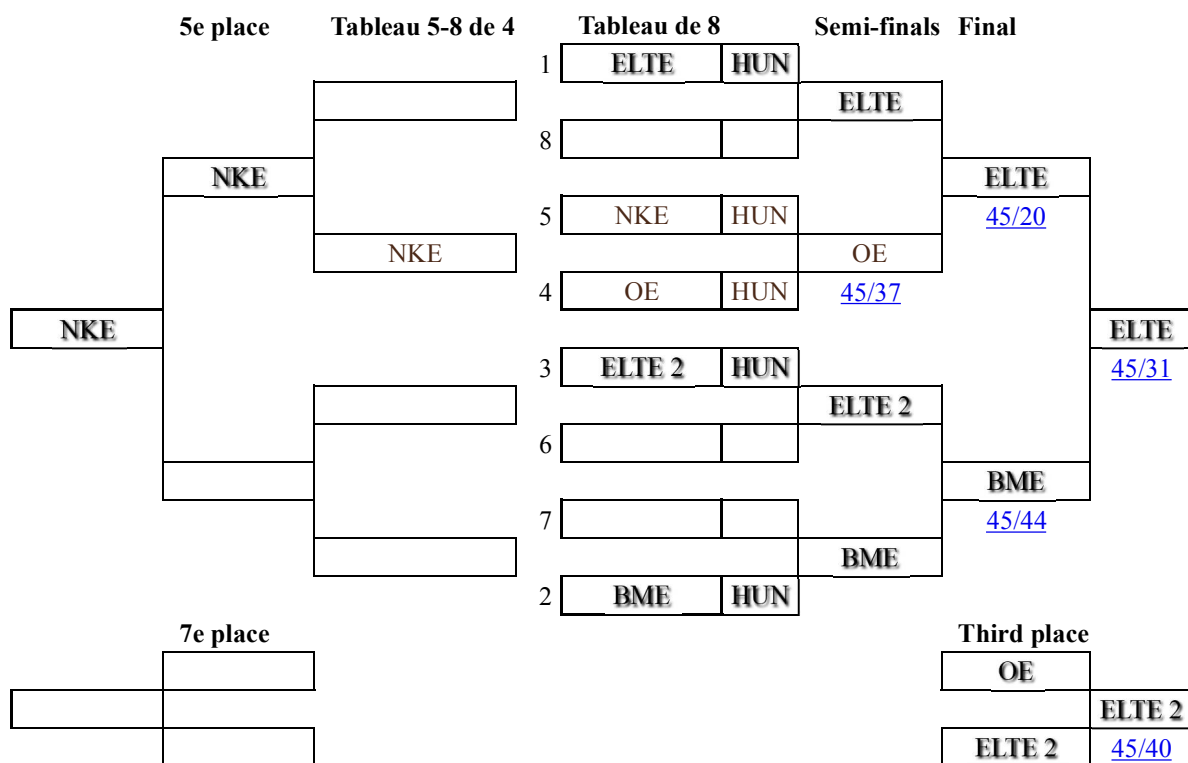 5e place Tableau 5-8 de 4 Tableau de 8 Semi-finals Final
1 ELTE HUN
ELTE
8
NKE ELTE
5 NKE HUN 45/20
NKE OE
4 OE HUN 45/37
NKE ELTE
3 ELTE 2 HUN 45/31
ELTE 2
6
BME
7 45/44
BME
2 BME HUN
7e place Third place
OE
ELTE 2
ELTE 2 45/40